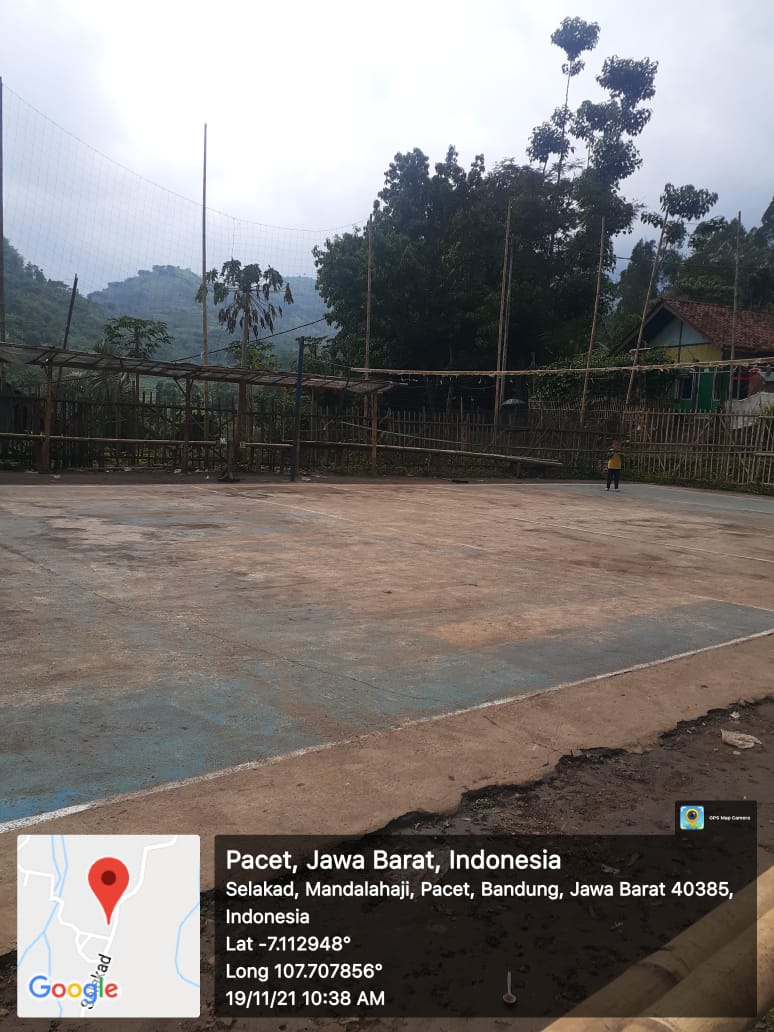 GPS Map Camera
Pacet, Jawa Barat, Indonesia
Selakad, Mandalahaji, Pacet, Bandung, Jawa Barat 40385,
Indonesia
Lat -7.112948°
Long 107.707856°
19/11/21 10:38 AM
Google